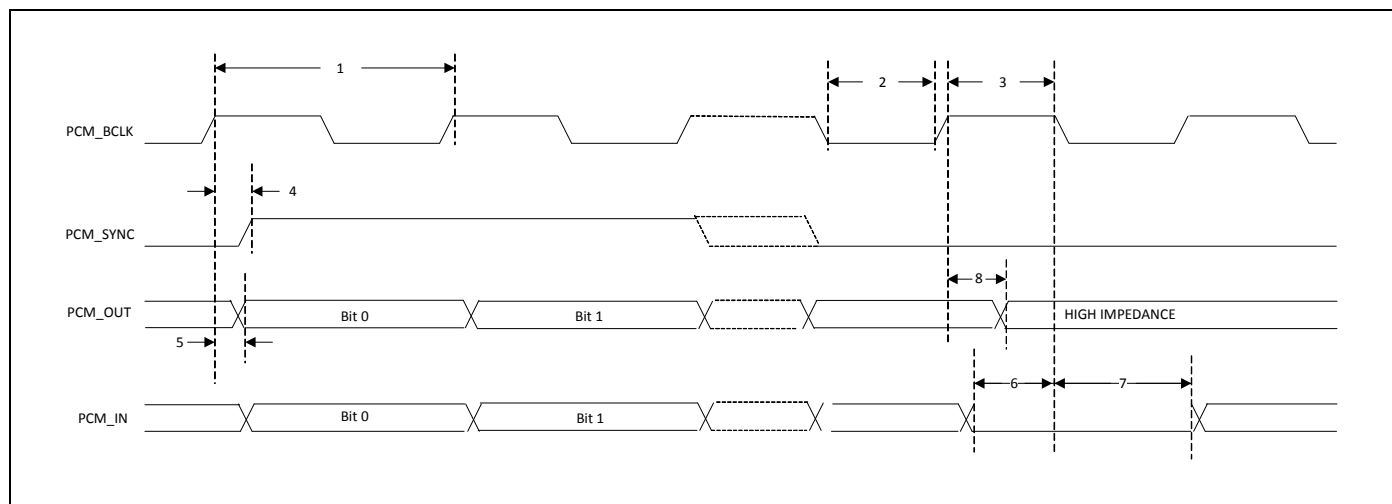 1
2
3
PCM_BCLK
4
PCM_SYNC
8
PCM_OUT
Bit 0
Bit 1
HIGH IMPEDANCE
5
6
7
PCM_IN
Bit 0
Bit 1